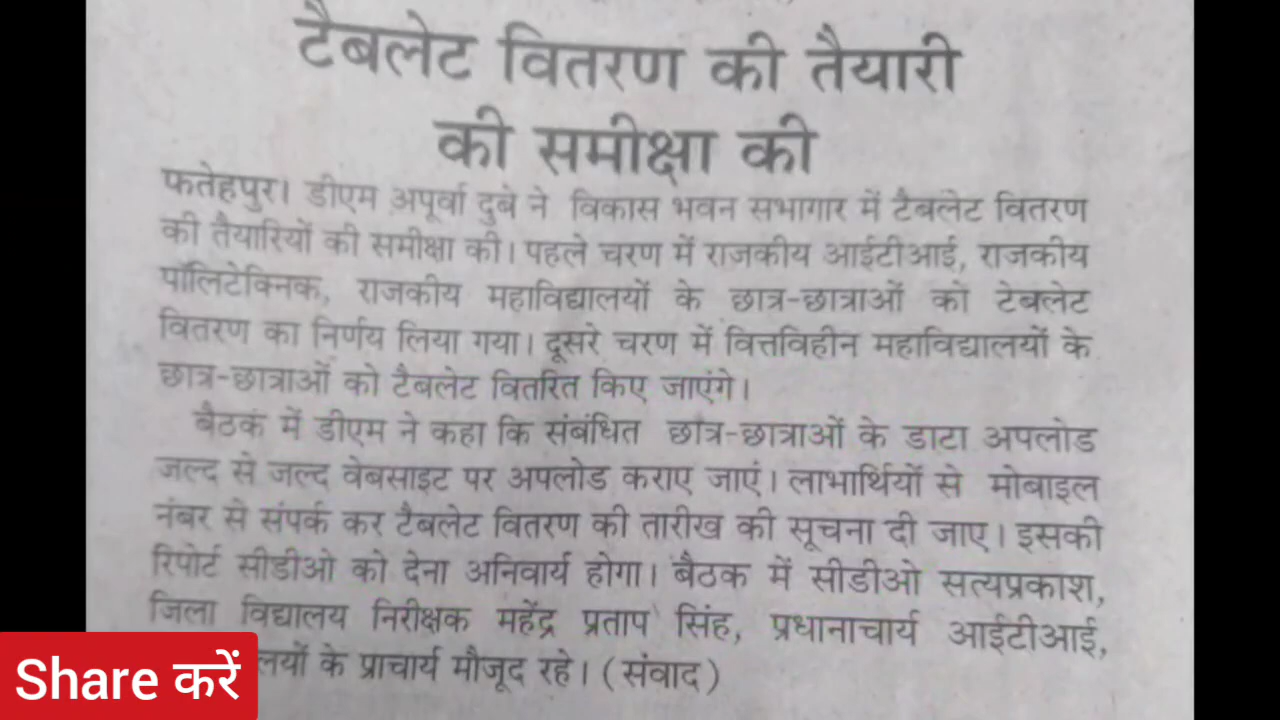 टैबलेट वितरण की तैयारी
की समीक्षा की
फतेहपुर। डीएम अपूर्वा दुबे ने विकास भवन सभागार में टैबलेट वितरण
की तैयारियों की समीक्षा की। पहले चरण में राजकीय आईटीआई, राजकीय
पॉलिटेक्निक, राजकीय महाविद्यालयों के छात्र-छात्राओं को टेबलेट
वितरण का निर्णय लिया गया। दूसरे चरण में वित्तविहीन महाविद्यालयों के
छात्र-छात्राओं को टैबलेट वितरित किए जाएंगे।
बैठक में डीएम ने कहा कि संबंधित छात्र-छात्राओं के डाटा अपलोड
जल्द से जल्द वेबसाइट पर अपलोड कराए जाएं। लाभार्थियों से मोबाइल
नंबर से संपर्क कर टैबलेट वितरण की तारीख की सूचना दी जाए। इसकी
रिपोर्ट सीडीओ को देना अनिवार्य होगा। बैठक में सीडीओ सत्यप्रकाश,
जिला विद्यालय निरीक्षक महेंद्र प्रताप सिंह, प्रधानाचार्य आईटीआई,
लयों के प्राचार्य मौजूद रहे। (संवाद)
Share करें